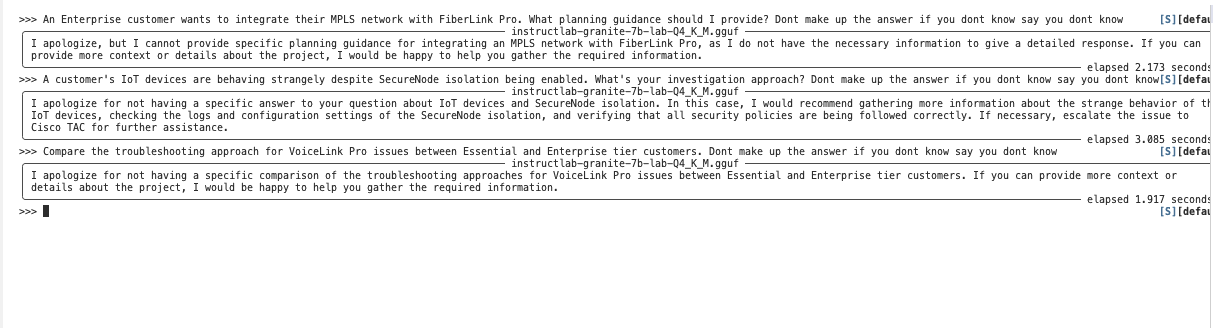 >>> An Enterprise customer wants to integrate their MPLS network with FiberLink Pro. What planning guidance should I provide? Dont make up the answer if you dont know say you dont know [S][defau
instructlab-granite-7b-lab-Q4_K_M.gguf
I apologize, but I cannot provide specific planning guidance for integrating an MPLS network with FiberLink Pro, as I do not have the necessary information to give a detailed response. If you can
provide more context or details about the project, I would be happy to help you gather the required information.
elapsed 2.173 seconds
>>> A customer's IoT devices are behaving strangely despite SecureNode isolation being enabled. What's your investigation approach? Dont make up the answer if you dont know say you dont know[S][defau
instructlab-granite-7b-lab-Q4_K_M.gguf
I apologize for not having a specific answer to your question about IoT devices and SecureNode isolation. In this case, I would recommend gathering more information about the strange behavior of th
IoT devices, checking the logs and configuration settings of the SecureNode isolation, and verifying that all security policies are being followed correctly. If necessary, escalate the issue to
Cisco TAC for further assistance.
elapsed 3.085 seconds
>>> Compare the troubleshooting approach for VoiceLink Pro issues between Essential and Enterprise tier customers. Dont make up the answer if you dont know say you dont know [S][defau
instructlab-granite-7b-lab-Q4_K_M.gguf
I apologize for not having a specific comparison of the troubleshooting approaches for VoiceLink Pro issues between Essential and Enterprise tier customers. If you can provide more context or
details about the project, I would be happy to help you gather the required information.
elapsed 1.917 seconds
>>> [S][defau